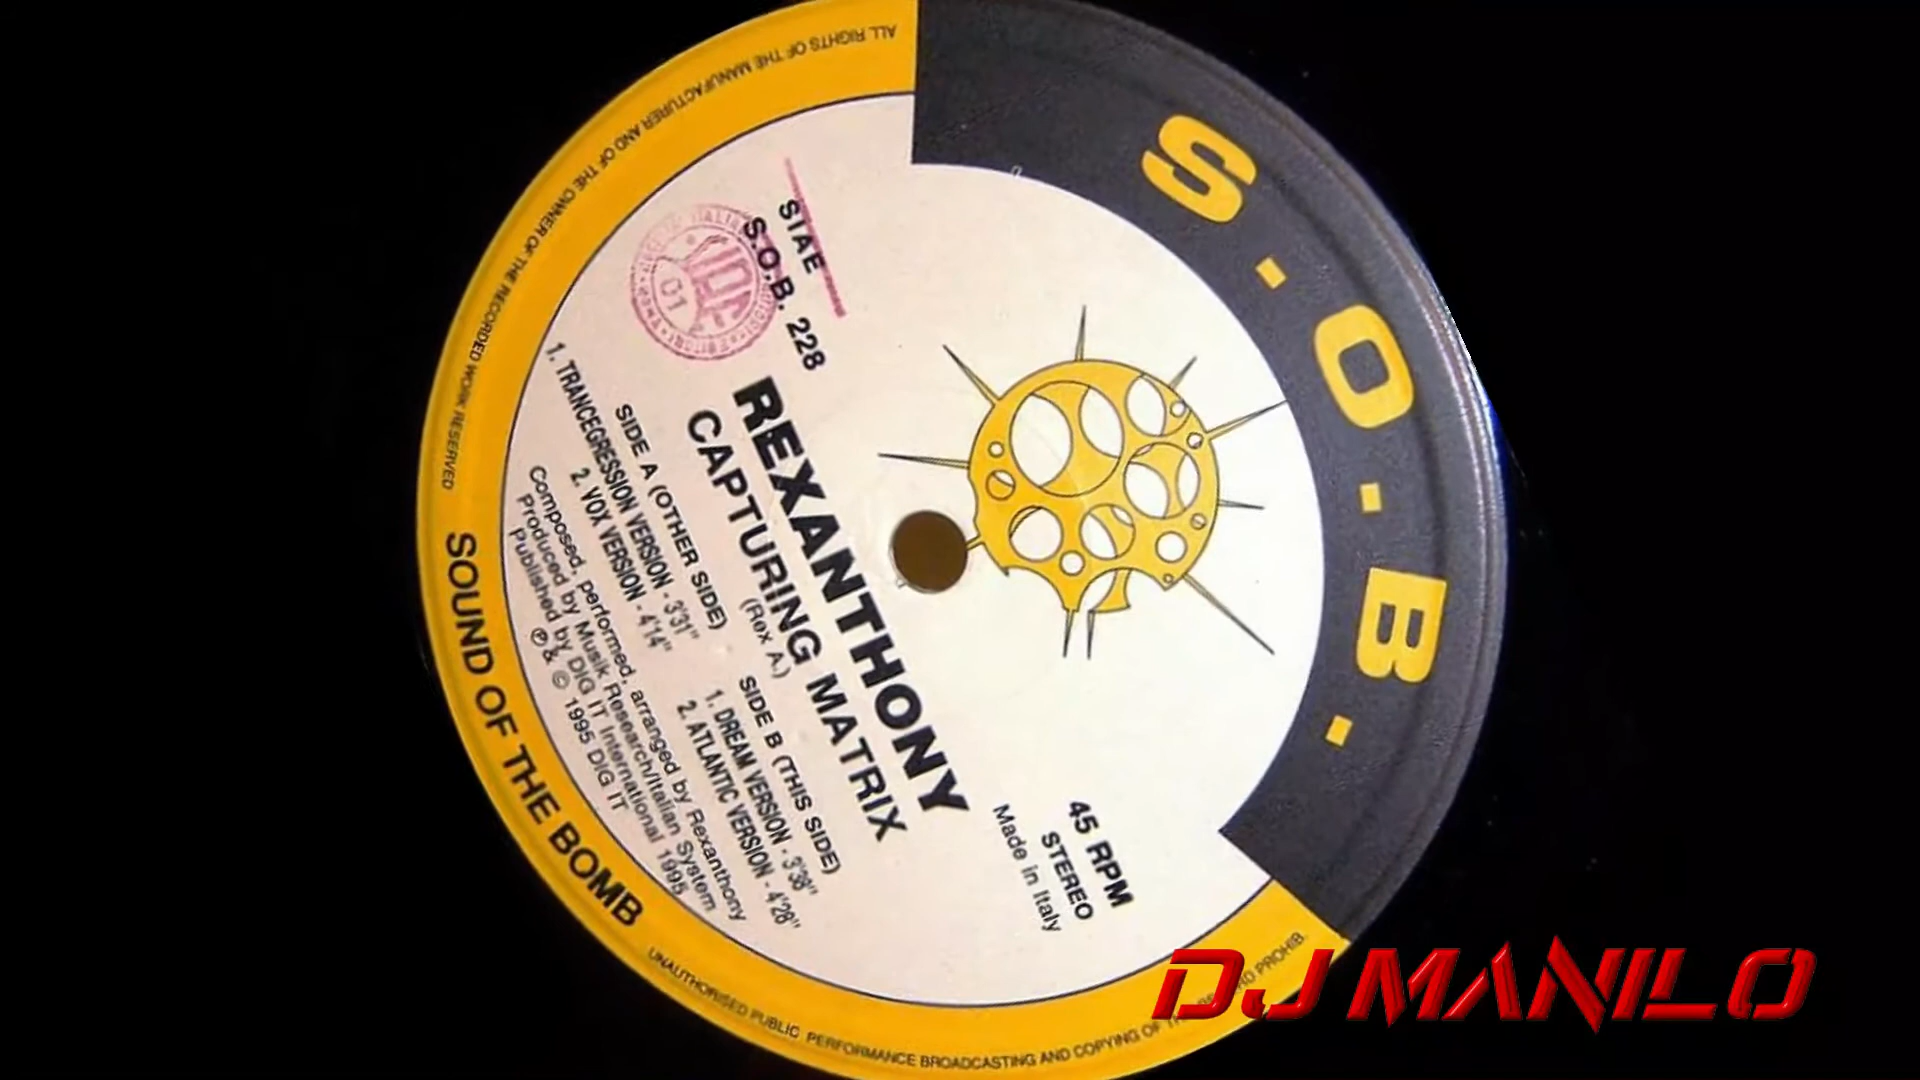 S.O.B.
SIAE
S.O.B. 228
REXANTHONY
CAPTURING MATRIX
(Rex A.)
SIDE A (OTHER SIDE)
1. TRANCEGRESSION VERSION - 3'31"
2. VOX VERSION - 4'14"
SIDE B (THIS SIDE)
1. DREAM VERSION - 3'38"
2. ATLANTIC VERSION - 4'28"
Composed, performed, arranged by Rexanthony
Produced by Musik Research/Italian System
Published by DIG IT International 1995
℗ & © 1995 DIG IT
45 RPM
STEREO
Made in Italy
SOUND OF THE BOMB
ALL RIGHTS OF THE MANUFACTURER AND OF THE OWNER OF THE RECORDED WORK RESERVED
UNAUTHORISED PUBLIC PERFORMANCE BROADCASTING AND COPYING OF PROHIB.
01
DJ MANILO